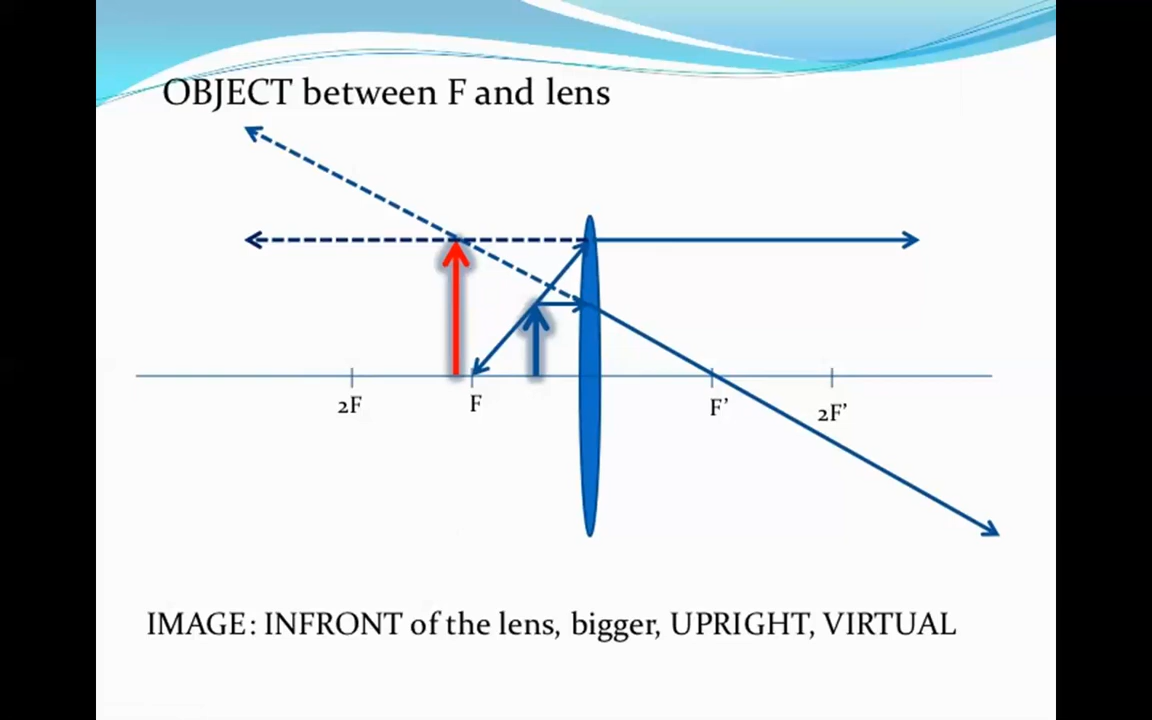 OBJECT between F and lens
2F
F
F’
2F’
IMAGE: INFRONT of the lens, bigger, UPRIGHT, VIRTUAL